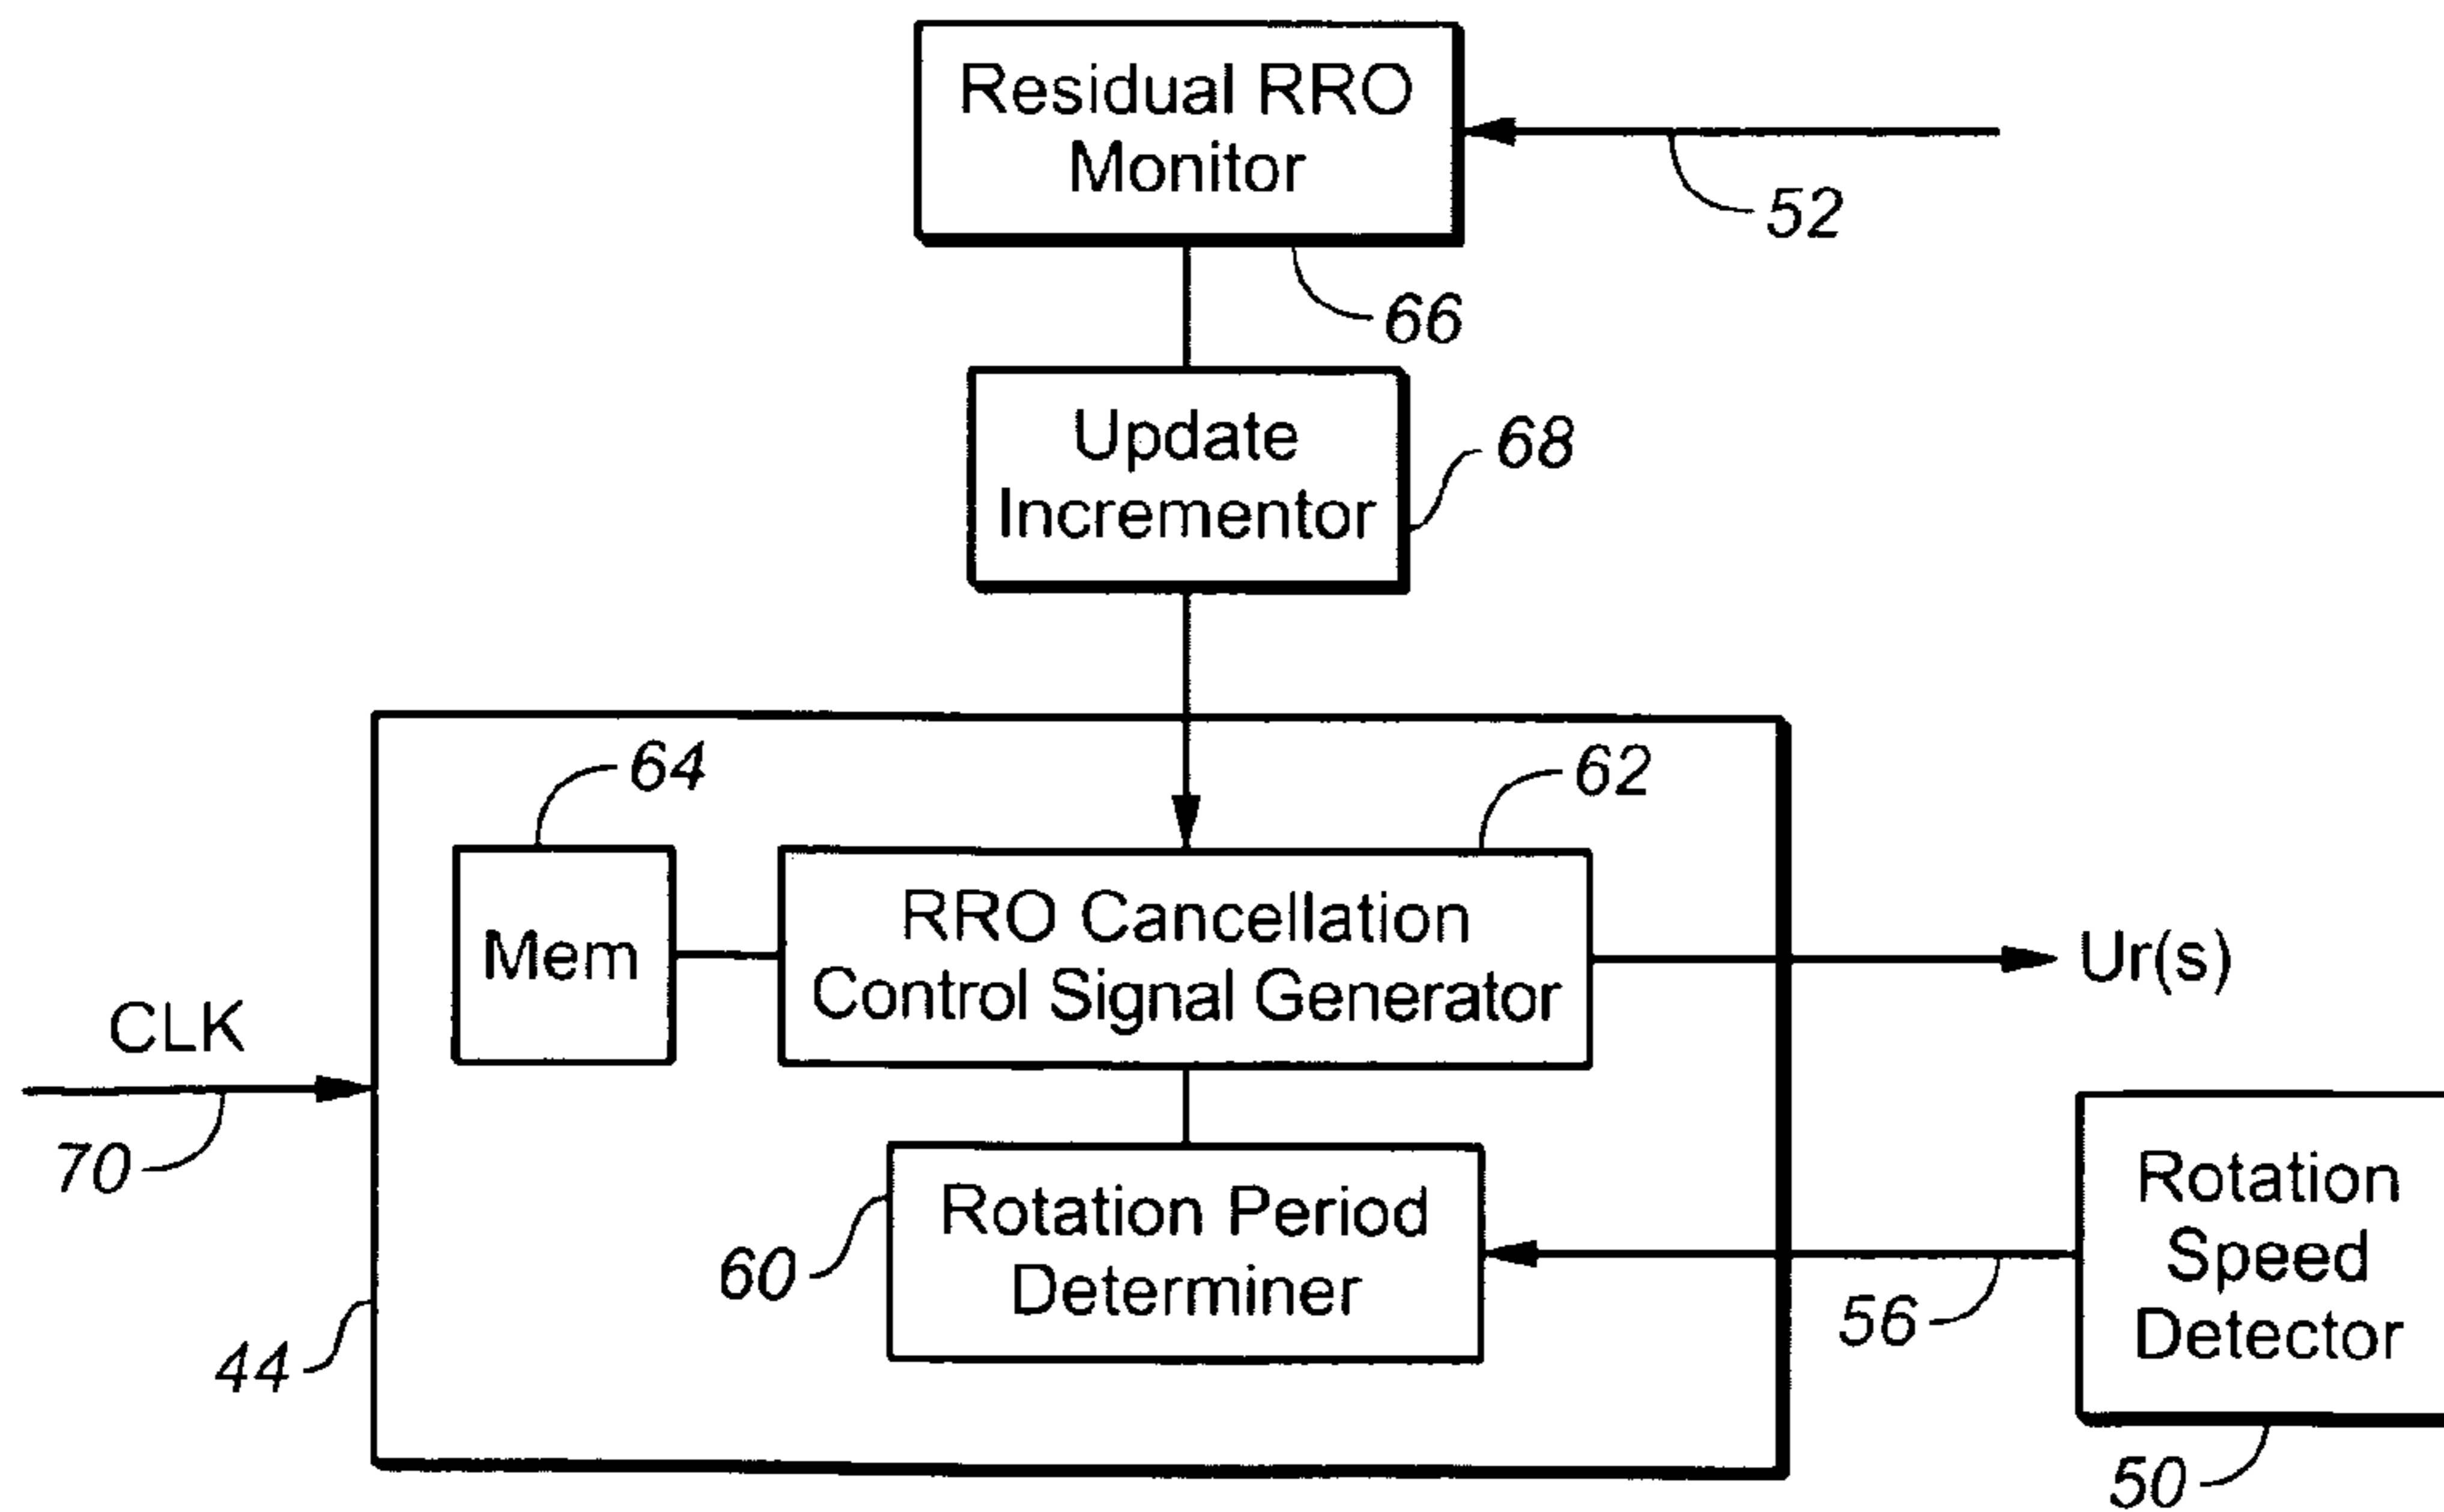 Residual RRO
Monitor
52
66
Update
Incrementor
68
64
62
Mem
RRO Cancellation
Control Signal Generator
Ur(s)
CLK
70
Rotation Period
Determiner
60
56
Rotation
Speed
Detector
44
50